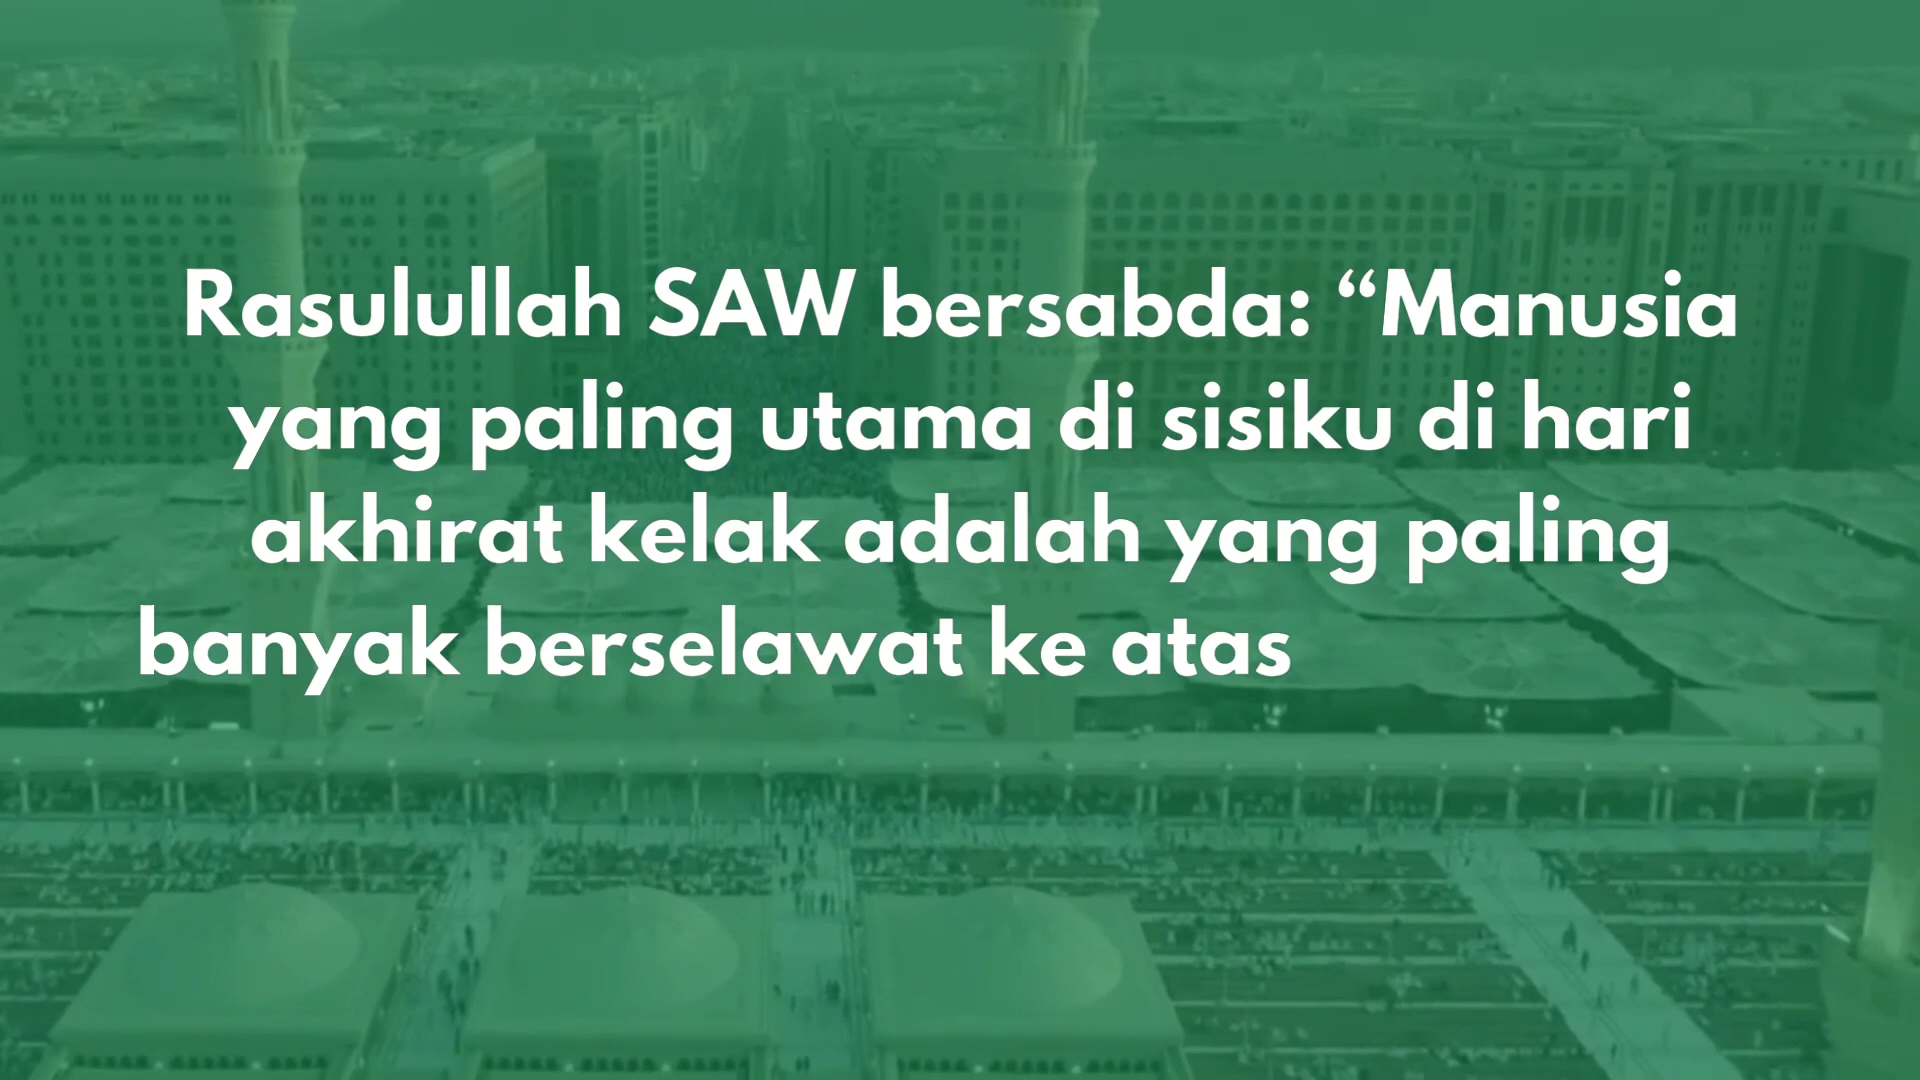 Rasulullah SAW bersabda: “Manusia
yang paling utama di sisiku di hari
akhirat kelak adalah yang paling
banyak berselawat ke atas